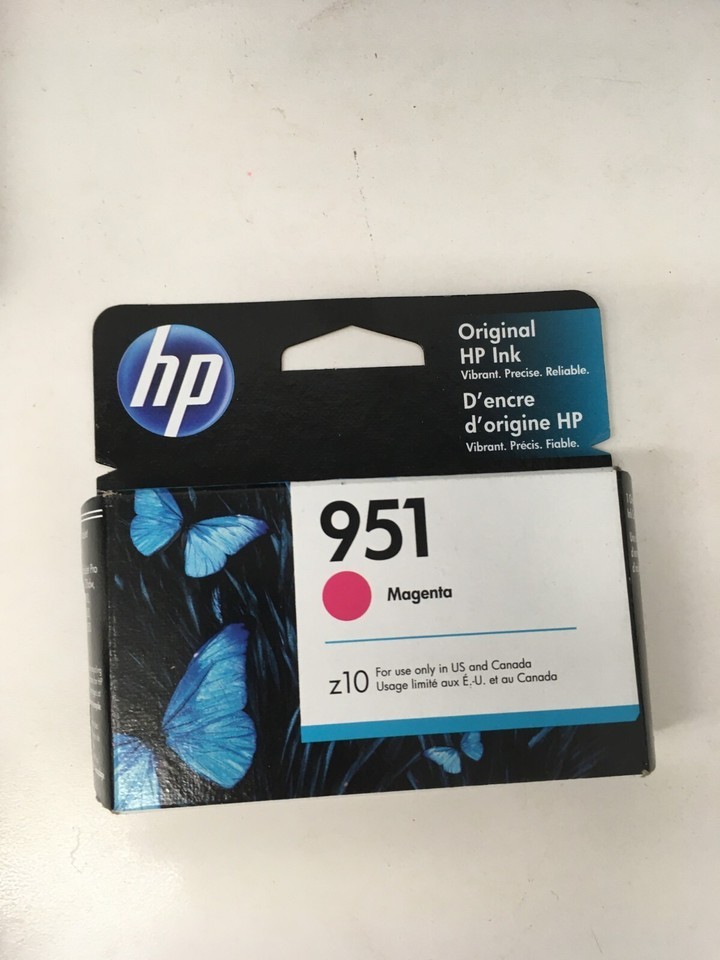 hp
Original
HP Ink
Vibrant. Precise. Reliable.
D'encre
d'origine HP
Vibrant. Précis. Fiable.
951
Magenta
z10
For use only in US and Canada
Usage limité aux É.-U. et au Canada